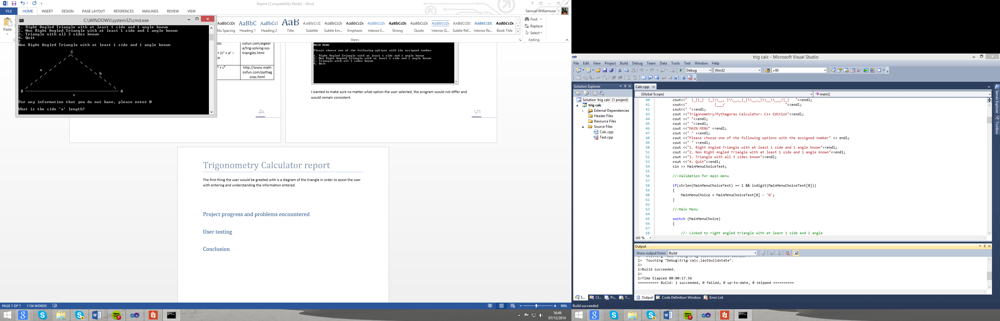 Report [Compatibility Mode] - Word
Samuel Williamson
FILE HOME INSERT DESIGN PAGE LAYOUT REFERENCES MAILINGS REVIEW VIEW
Paste
AaBbCcDc AaBbC AaBbCcI AaB AaBbCcD AaBbCcDt AaBbCcDt AaBbCcDt AaBbCcDc AaBbCcDt AaBbCcDt AABBCCDE AABBCCDE AaBbCcDt
No Spacing Heading 1 Heading 2 Title Subtitle Subtle Em... Emphasis Intense E... Strong Quote Intense Q... Subtle Ref... Intense Re... Book Title
Styles
Find
Replace
Select
Editing
C:\WINDOWS\system32\cmd.exe
1. Right Angled Triangle with at least 1 side and 1 angle known
2. Non Right Angled Triangle with at least 1 side and 1 angle known
3. Triangle with all 3 sides known
4. Quit
2
Non Right Angled Triangle with at least 1 side and 1 angle known
C
a
b
B
A
c
For any information that you do not have, please enter 0
What is the side 'a' length?
2bc
= (c² + a² −
ca
² + c²
sisfun.com/algebr
a/trig-solving-sss-
triangles.html
http://www.math
sisfun.com/pythag
oras.html
4
MAIN MENU
Please choose one of the following options with the assigned number
1. Right Angled Triangle with at least 1 side and 1 angle known
2. Non Right Angled Triangle with at least 1 side and 1 angle known
3. Triangle with all 3 sides known
4. Quit
I wanted to make sure no matter what option the user selected, the program would not differ and
would remain consistent.
5
Trigonometry Calculator report
The first thing the user would be greeted with is a diagram of the triangle in order to assist the user
with entering and understanding the information entered.
Project progress and problems encountered
User testing
Conclusion
PAGE 7 OF 7 1134 WORDS
90%
16:49
07/12/2014
trig calc - Microsoft Visual Studio
File Edit View Project Build Debug Team Data Tools Test Window Help
Debug Win32 =90
Solution Explorer
Solution 'trig calc' (1 project)
trig calc
External Dependencies
Header Files
Resource Files
Source Files
Calc.cpp
Test.cpp
S... Cl... Pr... T...
Calc.cpp
(Global Scope) main()
40 cout<<" |_||_| |_|\\__, |\\__,_|_|\\__,_|\\__\\___/|_| "<<endl;
41 cout<<" |___/ "<<endl;
42 cout<<" "<<endl;
43 cout <<"Trigonometry/Pythagoras Calculator: C++ Edition"<<endl;
44 cout <<" "<<endl;
45 cout <<" "<<endl;
46 cout <<"MAIN MENU" <<endl;
47 cout <<" " <<endl;
48 cout <<"Please choose one of the following options with the assigned number" << endl;
49 cout <<" " <<endl;
50 cout <<"1. Right Angled Triangle with at least 1 side and 1 angle known"<<endl;
51 cout <<"2. Non Right Angled Triangle with at least 1 side and 1 angle known"<<endl;
52 cout <<"3. Triangle with all 3 sides known"<<endl;
53 cout <<"4. Quit"<<endl;
54 cin >> MainMenuChoiceText;
55
56 //-Validation for main menu
57
58 if(strlen(MainMenuChoiceText) == 1 && isdigit(MainMenuChoiceText[0]))
59 {
60 MainMenuChoice = MainMenuChoiceText[0] - '0';
61 }
62
63 //-Main Menu
64
65 switch (MainMenuChoice)
66 {
67
68 //- Linked to right angled triangle with at least 1 side and 1 angle
100 %
Server Explorer
Toolbox
Output
Show output from: Build
1> Touching "Debug\trig calc.lastbuildstate".
1>
1>Build succeeded.
1>
1>Time Elapsed 00:00:17.56
========== Build: 1 succeeded, 0 failed, 0 up-to-date, 0 skipped ==========
Output Code Definition Window Error List
Build succeeded